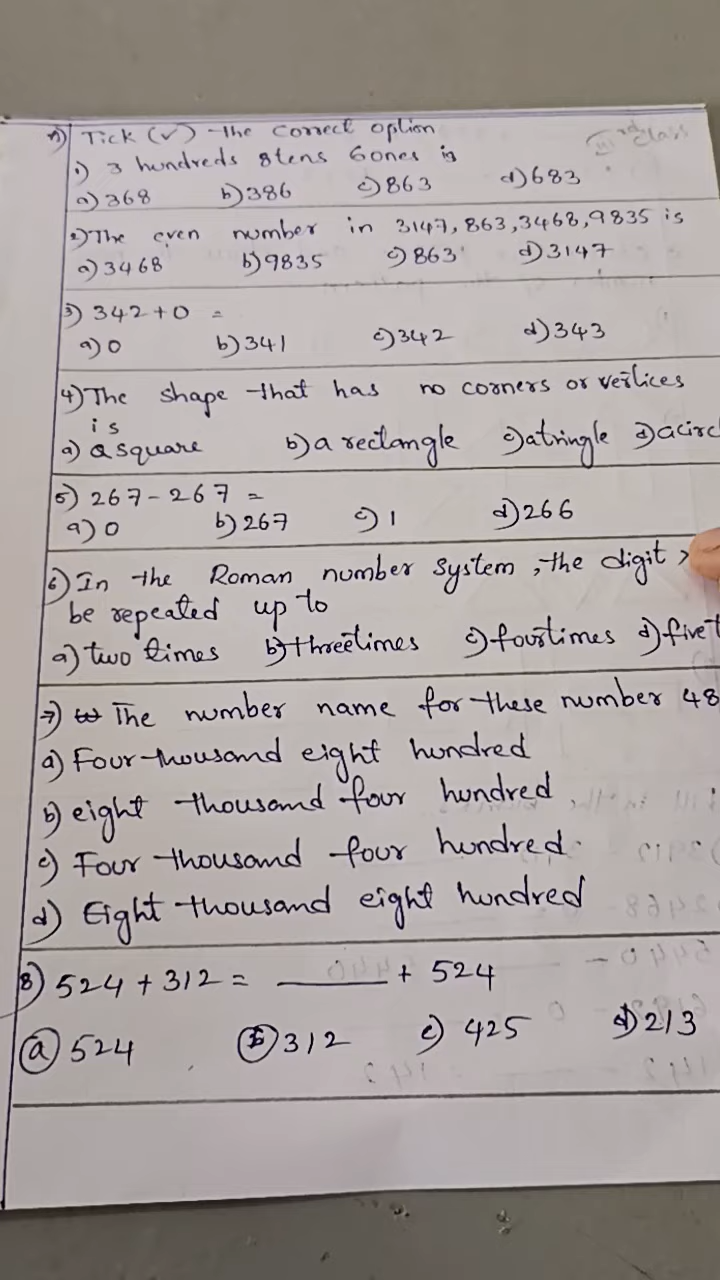 A) Tick (✓) the correct option
IIIrd class
1) 3 hundreds 8tens 6ones is
a) 368 b) 386 c) 863 d) 683
2) The even number in 3147, 863, 3468, 9835 is
a) 3468 b) 9835 c) 863 d) 3147
3) 342 + 0 =
a) 0 b) 341 c) 342 d) 343
4) The shape that has no corners or vertices
is
a) a square b) a rectangle c) a tringle d) a circ
5) 267 - 267 =
a) 0 b) 267 c) 1 d) 266
6) In the Roman number system, the digit x
be repeated up to
a) two times b) three times c) four times d) five t
7) The number name for these number 48
a) Four thousand eight hundred
b) eight thousand four hundred
c) Four thousand four hundred
d) Eight thousand eight hundred
8) 524 + 312 = ______ + 524
a) 524 b) 312 c) 425 d) 213